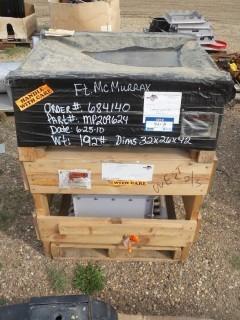 Ft. McMurray
ORDER# 684140
PART# MP209624
DATE: 6-25-10
WT: 192# DIMS 32x26x42
HANDLE
WITH CARE
WITH CARE